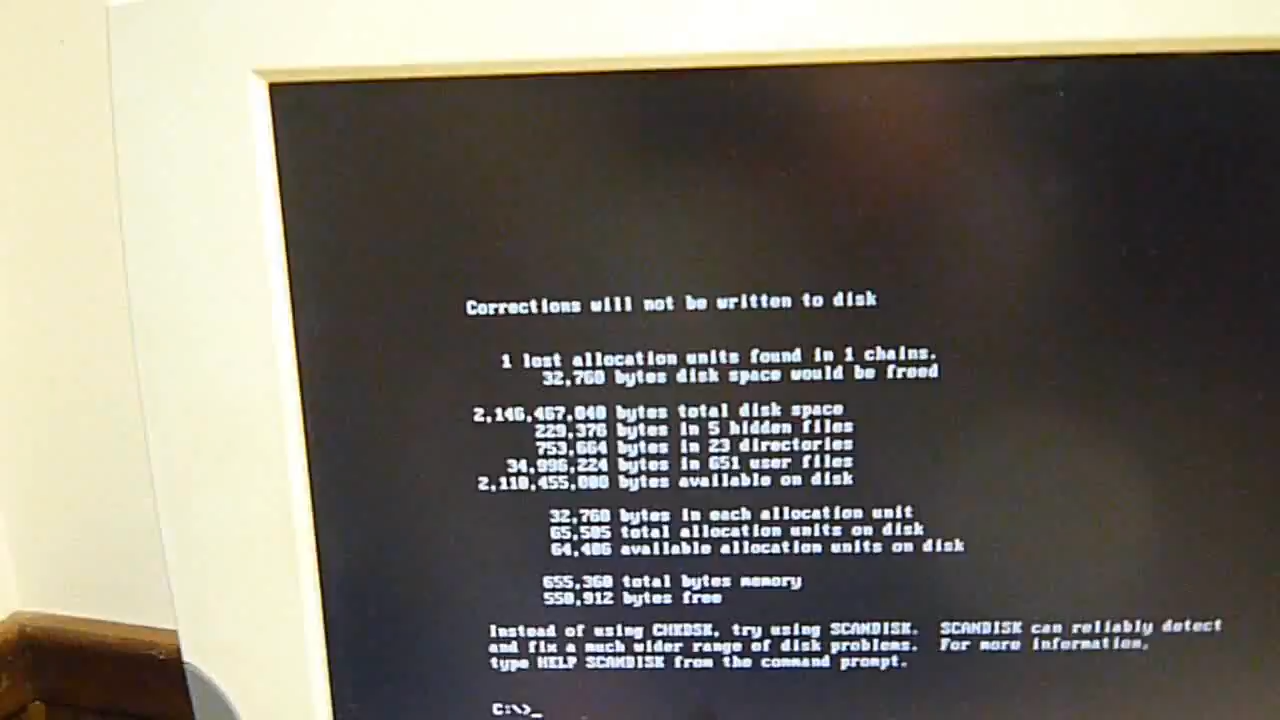 Corrections will not be written to disk
1 lost allocation units found in 1 chains.
32,768 bytes disk space would be freed
2,146,467,840 bytes total disk space
229,376 bytes in 5 hidden files
753,664 bytes in 23 directories
34,996,224 bytes in 651 user files
2,110,455,808 bytes available on disk
32,768 bytes in each allocation unit
65,505 total allocation units on disk
64,406 available allocation units on disk
655,360 total bytes memory
550,912 bytes free
Instead of using CHKDSK, try using SCANDISK.  SCANDISK can reliably detect
and fix a much wider range of disk problems.  For more information,
type HELP SCANDISK from the command prompt.
C:\>_